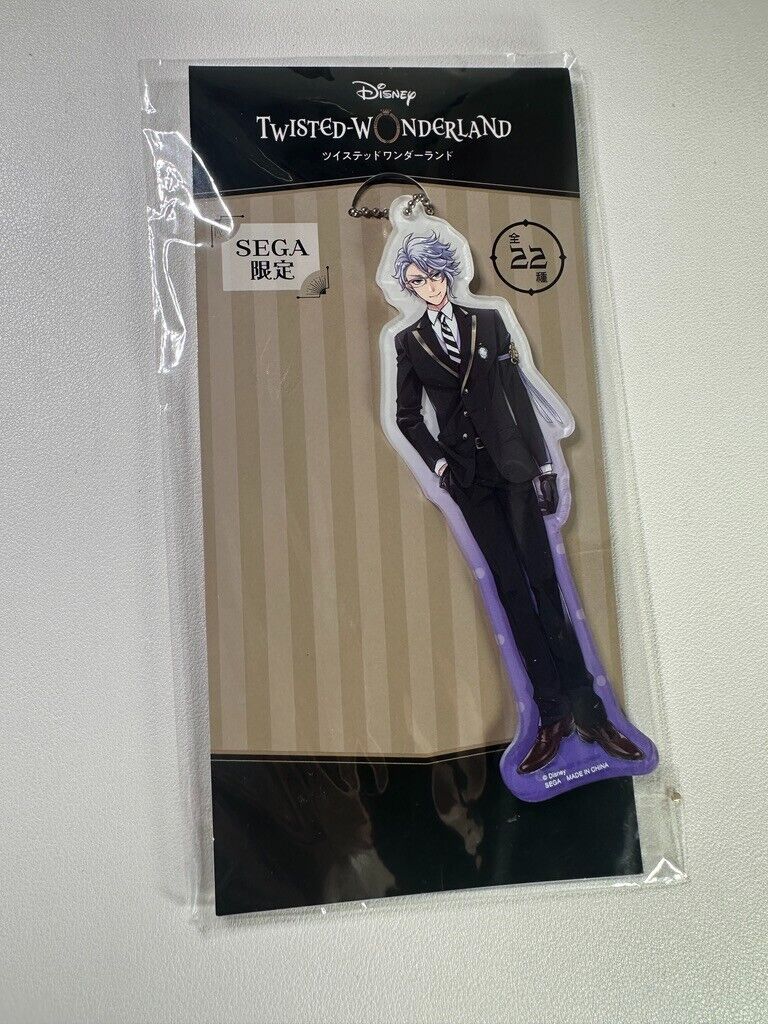 Disney
TWISTED-WONDERLAND
ツイステッドワンダーランド
SEGA
限定
全
22
種
© Disney
SEGA MADE IN CHINA